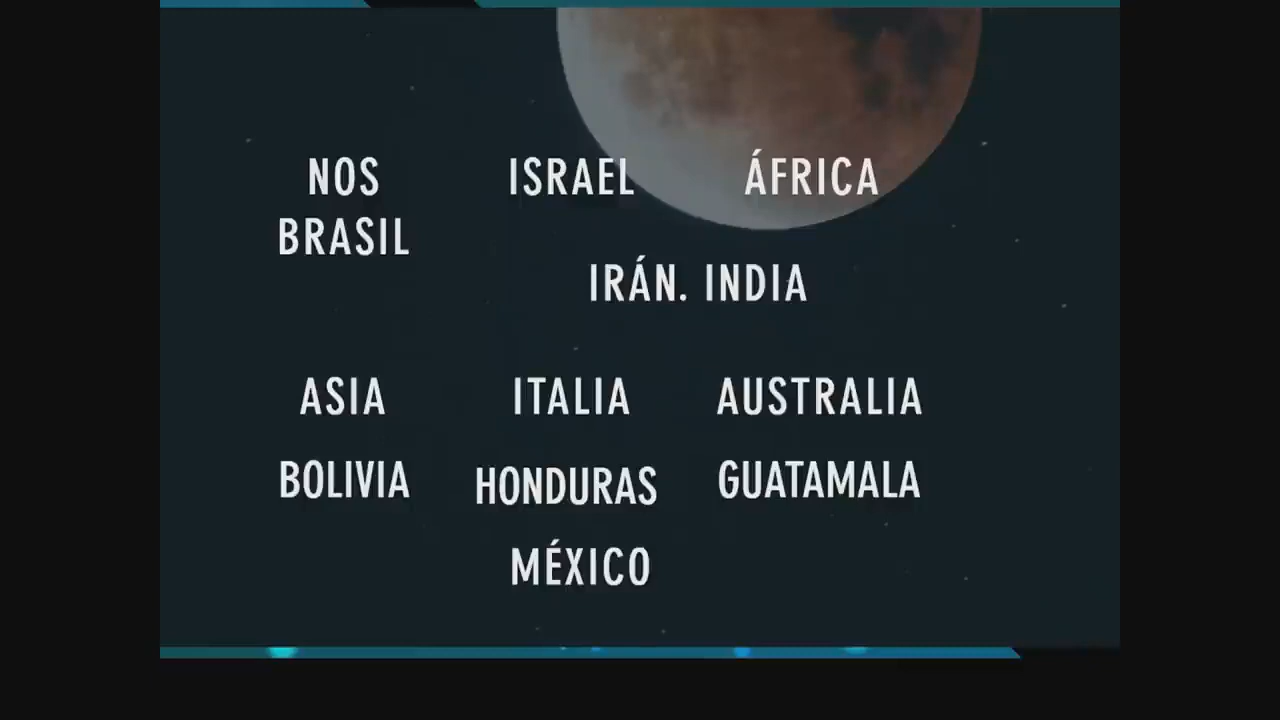 NOS ISRAEL ÁFRICA
BRASIL
IRÁN. INDIA
ASIA ITALIA AUSTRALIA
BOLIVIA HONDURAS GUATAMALA
MÉXICO